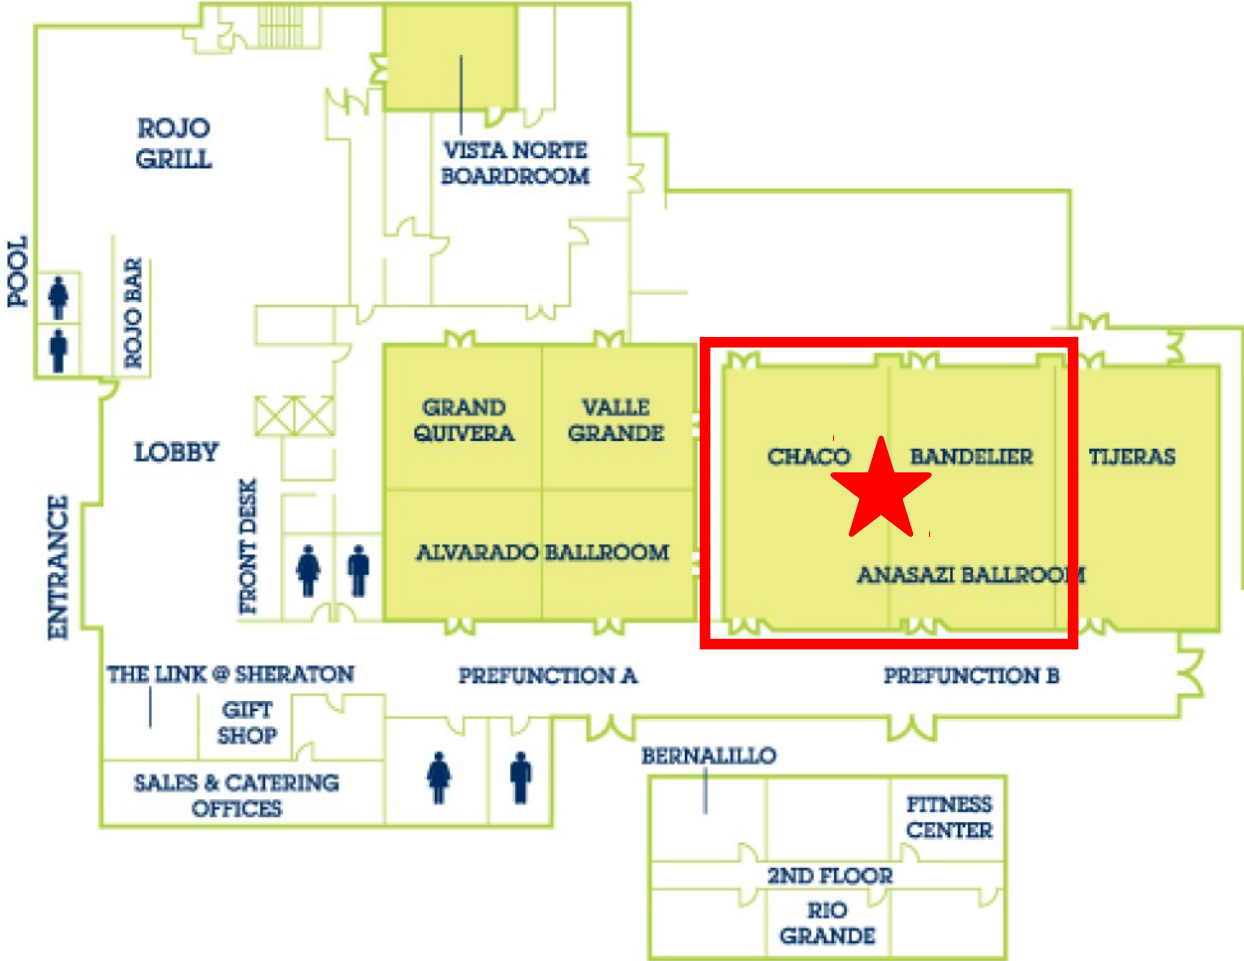 ROJO
GRILL
VISTA NORTE
BOARDROOM
POOL
ROJO BAR
GRAND
QUIVERA
VALLE
GRANDE
LOBBY
CHACO
BANDELIER
TIJERAS
ENTRANCE
FRONT DESK
ALVARADO BALLROOM
ANASAZI BALLROOM
THE LINK @ SHERATON
PREFUNCTION A
PREFUNCTION B
GIFT
SHOP
SALES & CATERING
OFFICES
BERNALILLO
FITNESS
CENTER
2ND FLOOR
RIO
GRANDE